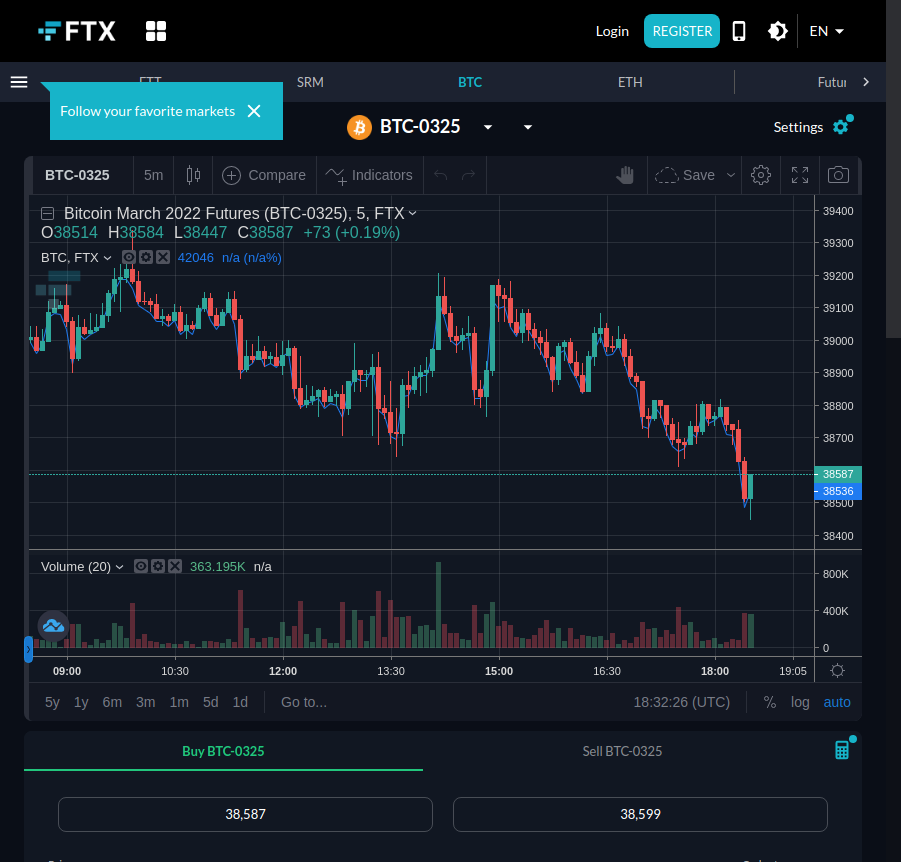 FTX
Login REGISTER EN
FTT SRM BTC ETH Futur
Follow your favorite markets
BTC-0325
Settings
BTC-0325 5m Compare Indicators Save
Bitcoin March 2022 Futures (BTC-0325), 5, FTX
O38514 H38584 L38447 C38587 +73 (+0.19%)
BTC, FTX 42046 n/a (n/a%)
39400
39300
39200
39100
39000
38900
38800
38700
38587
38536
38500
38400
Volume (20) 363.195K n/a
800K
400K
0
09:00 10:30 12:00 13:30 15:00 16:30 18:00 19:05
5y 1y 6m 3m 1m 5d 1d Go to... 18:32:26 (UTC) % log auto
Buy BTC-0325 Sell BTC-0325
38,587 38,599